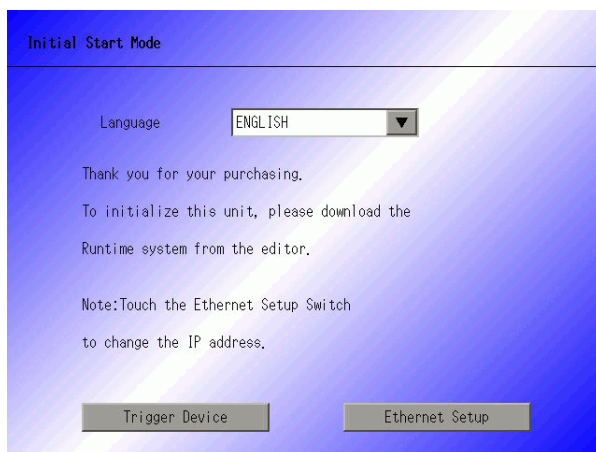 Initial Start Mode
Language ENGLISH
Thank you for your purchasing.
To initialize this unit, please download the
Runtime system from the editor.
Note:Touch the Ethernet Setup Switch
to change the IP address.
Trigger Device Ethernet Setup